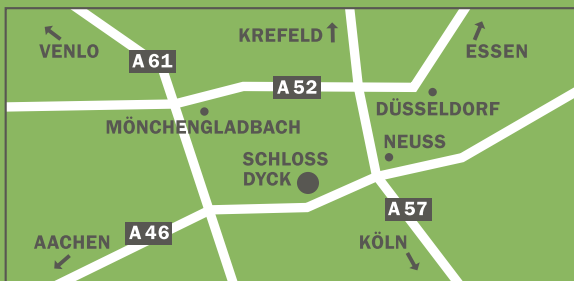 KREFELD
VENLO
ESSEN
A 61
A 52
DÜSSELDORF
MÖNCHENGLADBACH
NEUSS
SCHLOSS
DYCK
A 57
A 46
AACHEN
KÖLN